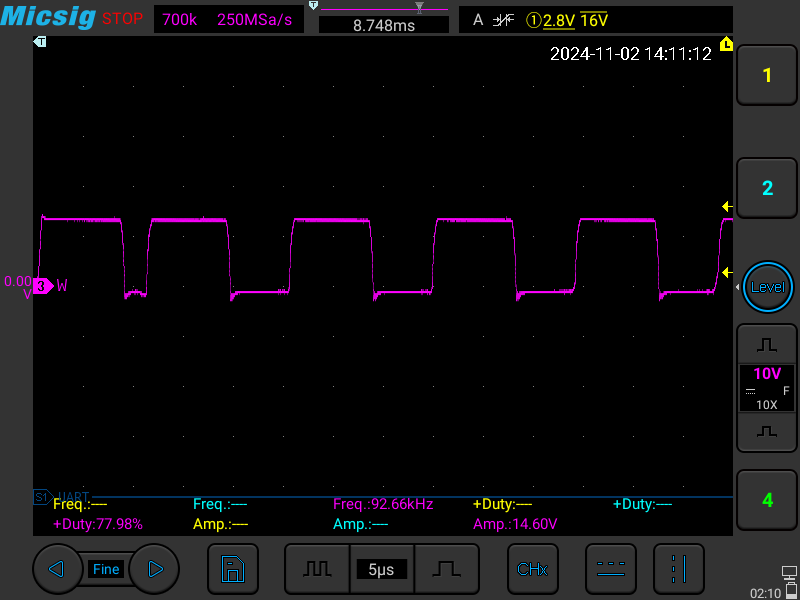 Micsig STOP 700k 250MSa/s T 8.748ms A 1 2.8V 16V
T 2024-11-02 14:11:12 L
1
2
0.00 3 W Level
V
10V
F
10X
S1 UART
Freq.:---- Freq.:---- Freq.:92.66kHz +Duty:---- +Duty:----
+Duty:77.98% Amp.:---- Amp.:---- Amp.:14.60V
4
Fine 5µs CHx
02:10